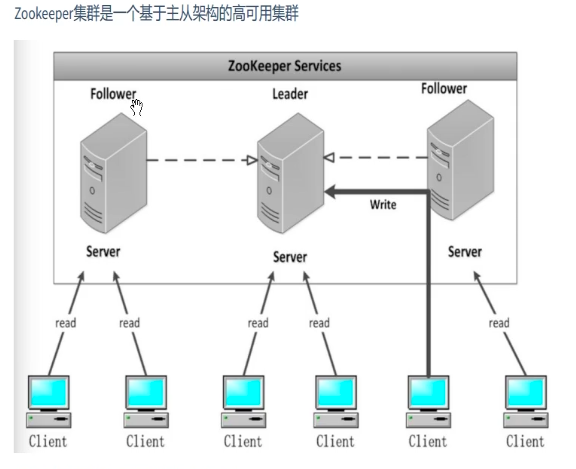 Zookeeper集群是一个基于主从架构的高可用集群
ZooKeeper Services
Follower Leader Follower
Write
Server Server Server
read read read read read
Client Client Client Client Client Client